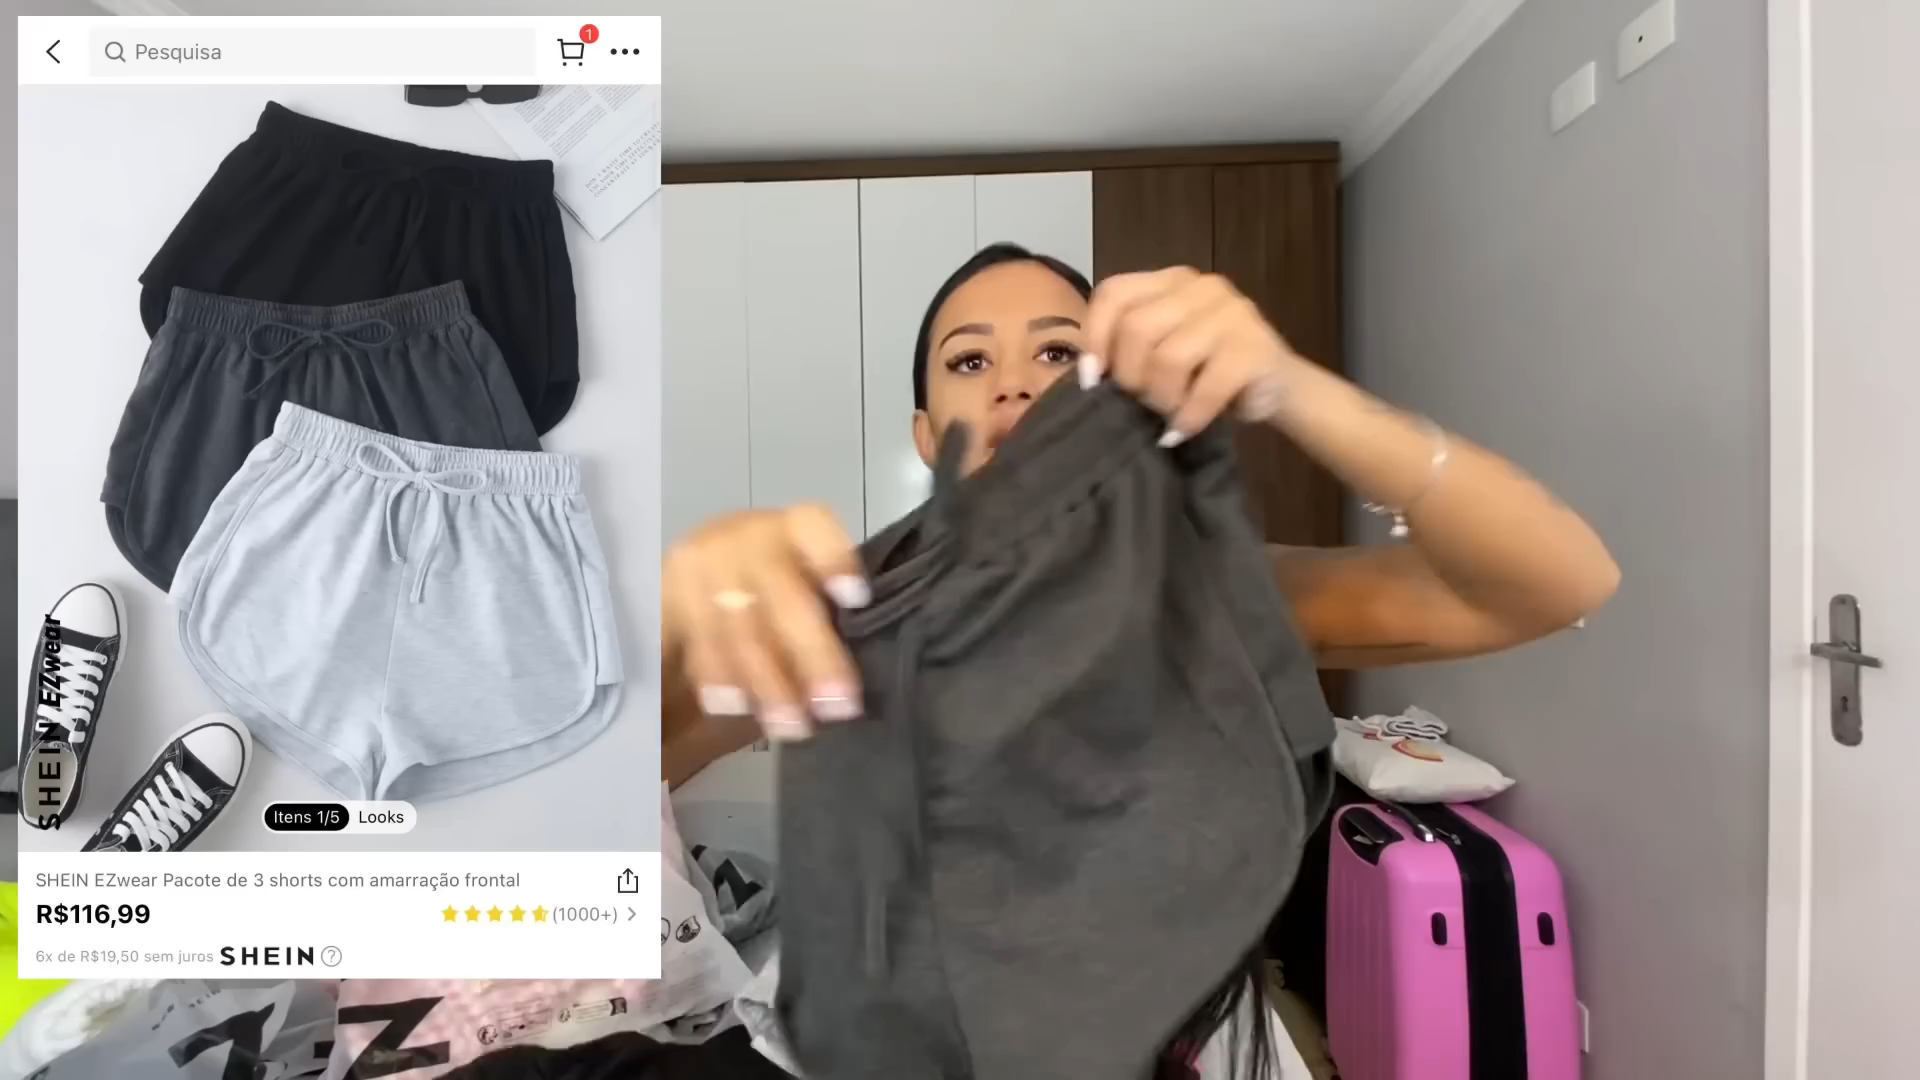 Pesquisa
1
SHEIN EZwear
Itens 1/5 Looks
SHEIN EZwear Pacote de 3 shorts com amarração frontal
R$116,99
(1000+)
6x de R$19,50 sem juros SHEIN ?